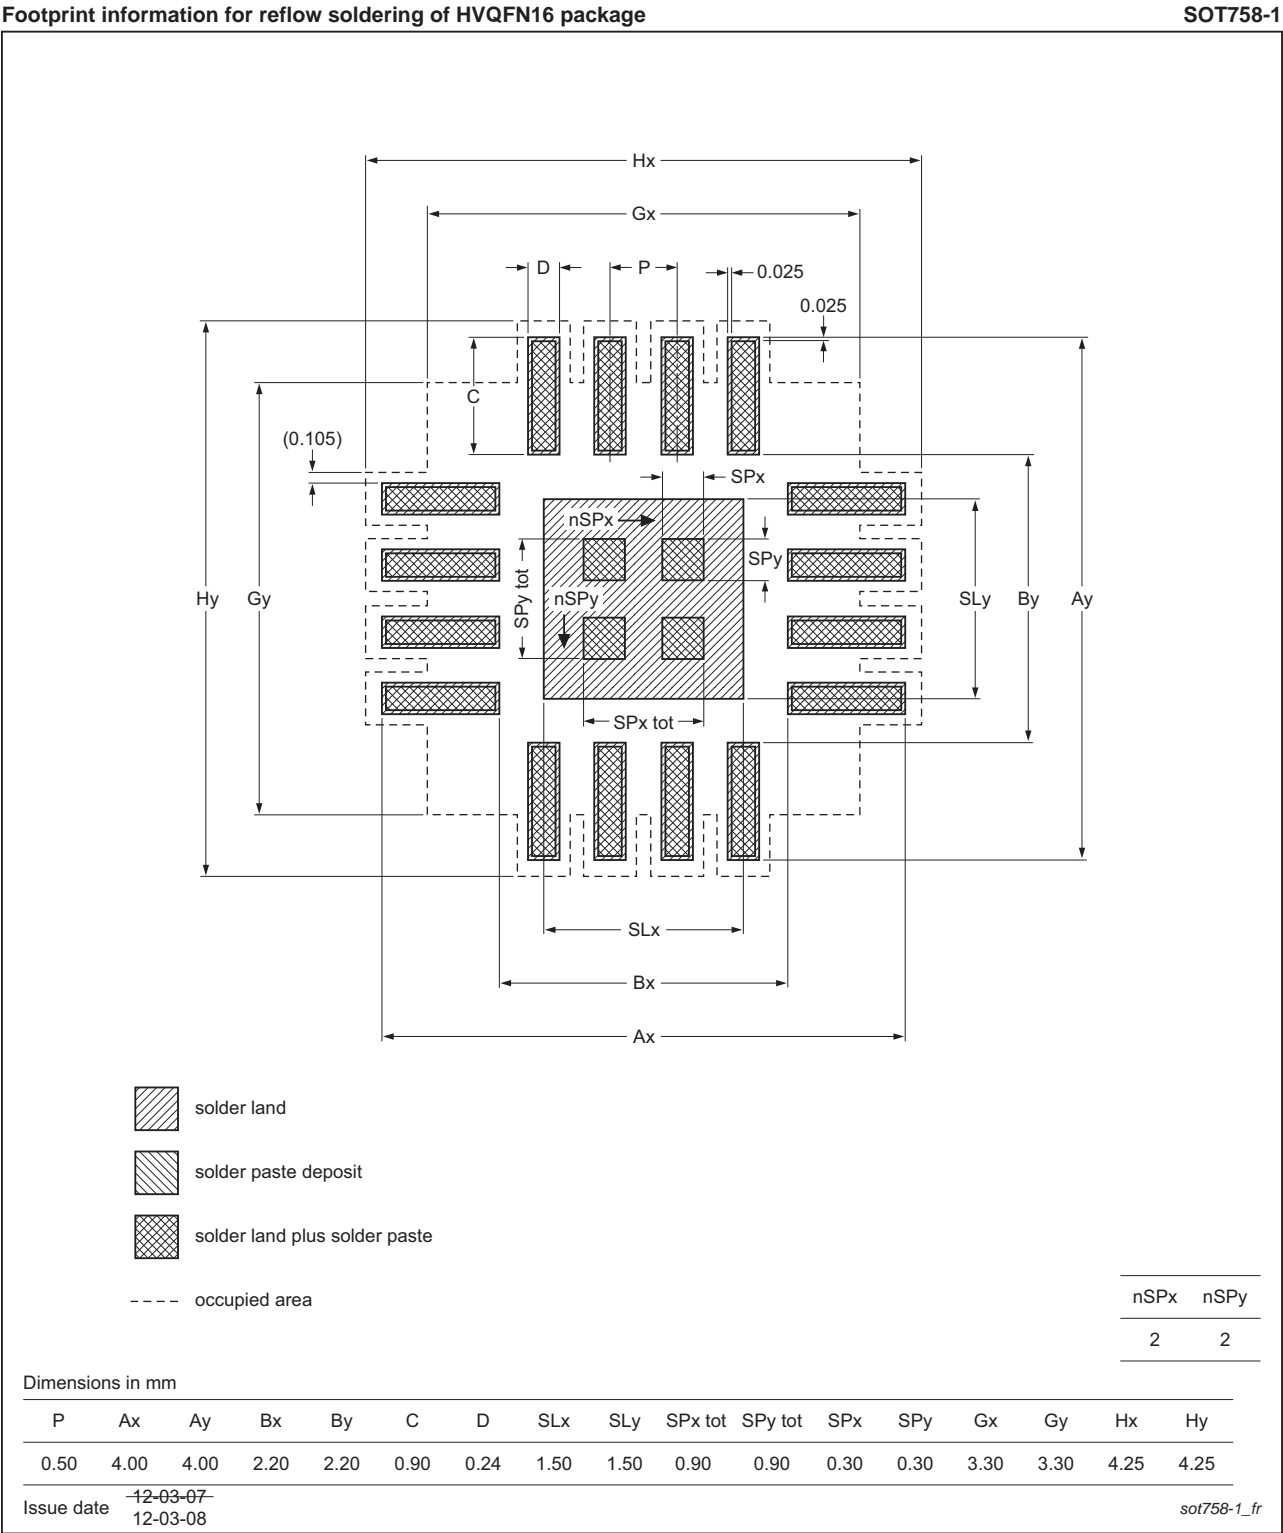 Footprint information for reflow soldering of HVQFN16 package SOT758-1
Hx
Gx
D P 0.025
0.025
C
(0.105)
SPx
nSPx
SPy
SPy tot
nSPy
Hy Gy SLy By Ay
SPx tot
SLx
Bx
Ax
solder land
solder paste deposit
solder land plus solder paste
occupied area
nSPx nSPy
2 2
Dimensions in mm
P Ax Ay Bx By C D SLx SLy SPx tot SPy tot SPx SPy Gx Gy Hx Hy
0.50 4.00 4.00 2.20 2.20 0.90 0.24 1.50 1.50 0.90 0.90 0.30 0.30 3.30 3.30 4.25 4.25
Issue date 12-03-07
12-03-08
sot758-1_fr